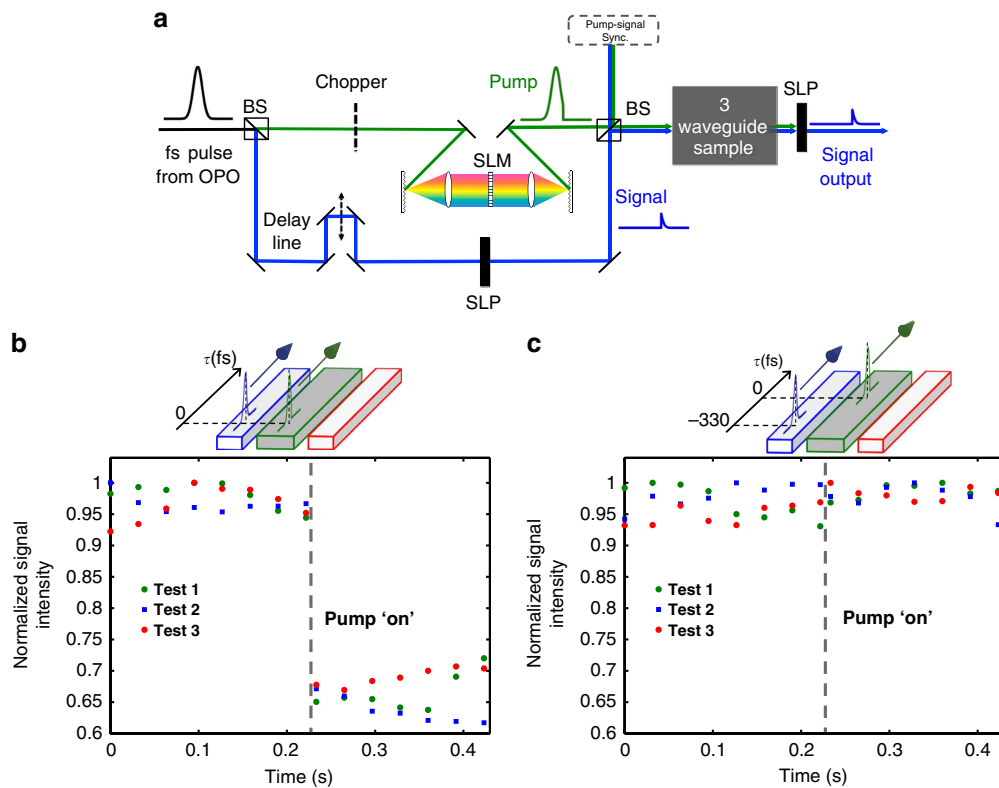 a
Pump-signal
Sync.
Chopper
Pump
BS
BS
SLP
3
waveguide
sample
fs pulse
from OPO
SLM
Signal
output
Delay
line
Signal
SLP
b
τ(fs)
0
1
0.95
0.9
0.85
0.8
0.75
0.7
0.65
0.6
Normalized signal
intensity
Test 1
Test 2
Test 3
Pump ‘on’
0
0.1
0.2
0.3
0.4
Time (s)
c
τ(fs)
0
–330
1
0.95
0.9
0.85
0.8
0.75
0.7
0.65
0.6
Normalized signal
intensity
Test 1
Test 2
Test 3
Pump ‘on’
0
0.1
0.2
0.3
0.4
Time (s)